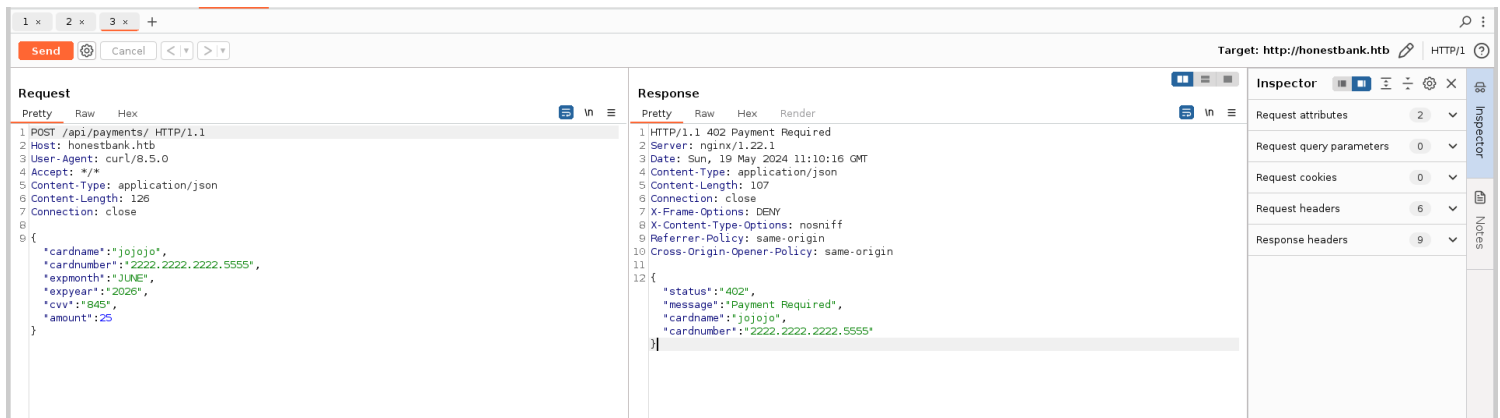 1 × 2 × 3 × +
Send Cancel < > Target: http://honestbank.htb HTTP/1 ?
Request
Pretty Raw Hex \n
1 POST /api/payments/ HTTP/1.1
2 Host: honestbank.htb
3 User-Agent: curl/8.5.0
4 Accept: */*
5 Content-Type: application/json
6 Content-Length: 126
7 Connection: close
8
9 {
"cardname":"jojojo",
"cardnumber":"2222.2222.2222.5555",
"expmonth":"JUNE",
"expyear":"2026",
"cvv":"845",
"amount":25
}
Response
Pretty Raw Hex Render \n
1 HTTP/1.1 402 Payment Required
2 Server: nginx/1.22.1
3 Date: Sun, 19 May 2024 11:10:16 GMT
4 Content-Type: application/json
5 Content-Length: 107
6 Connection: close
7 X-Frame-Options: DENY
8 X-Content-Type-Options: nosniff
9 Referrer-Policy: same-origin
10 Cross-Origin-Opener-Policy: same-origin
11
12 {
"status":"402",
"message":"Payment Required",
"cardname":"jojojo",
"cardnumber":"2222.2222.2222.5555"
}
Inspector
Request attributes 2
Request query parameters 0
Request cookies 0
Request headers 6
Response headers 9
Inspector
Notes